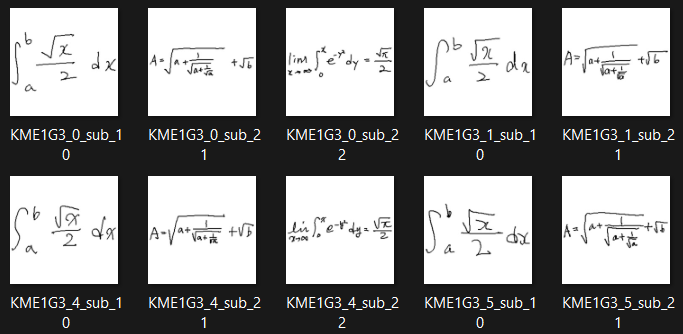 ∫_a^b √x/2 dx
A=√(a+1/√(a+1/√a)) +√b
lim_{x→∞} ∫_0^x e^{-y²}dy = √π/2
∫_a^b √x/2 dx
A=√(a+1/√(a+1/√a)) +√b
KME1G3_0_sub_10
KME1G3_0_sub_21
KME1G3_0_sub_22
KME1G3_1_sub_10
KME1G3_1_sub_21
∫_a^b √x/2 dx
A=√(a+1/√(a+1/√a)) +√b
lim_{x→∞} ∫_0^x e^{-y²}dy = √π/2
∫_a^b √x/2 dx
A=√(a+1/√(a+1/√a)) +√b
KME1G3_4_sub_10
KME1G3_4_sub_21
KME1G3_4_sub_22
KME1G3_5_sub_10
KME1G3_5_sub_21